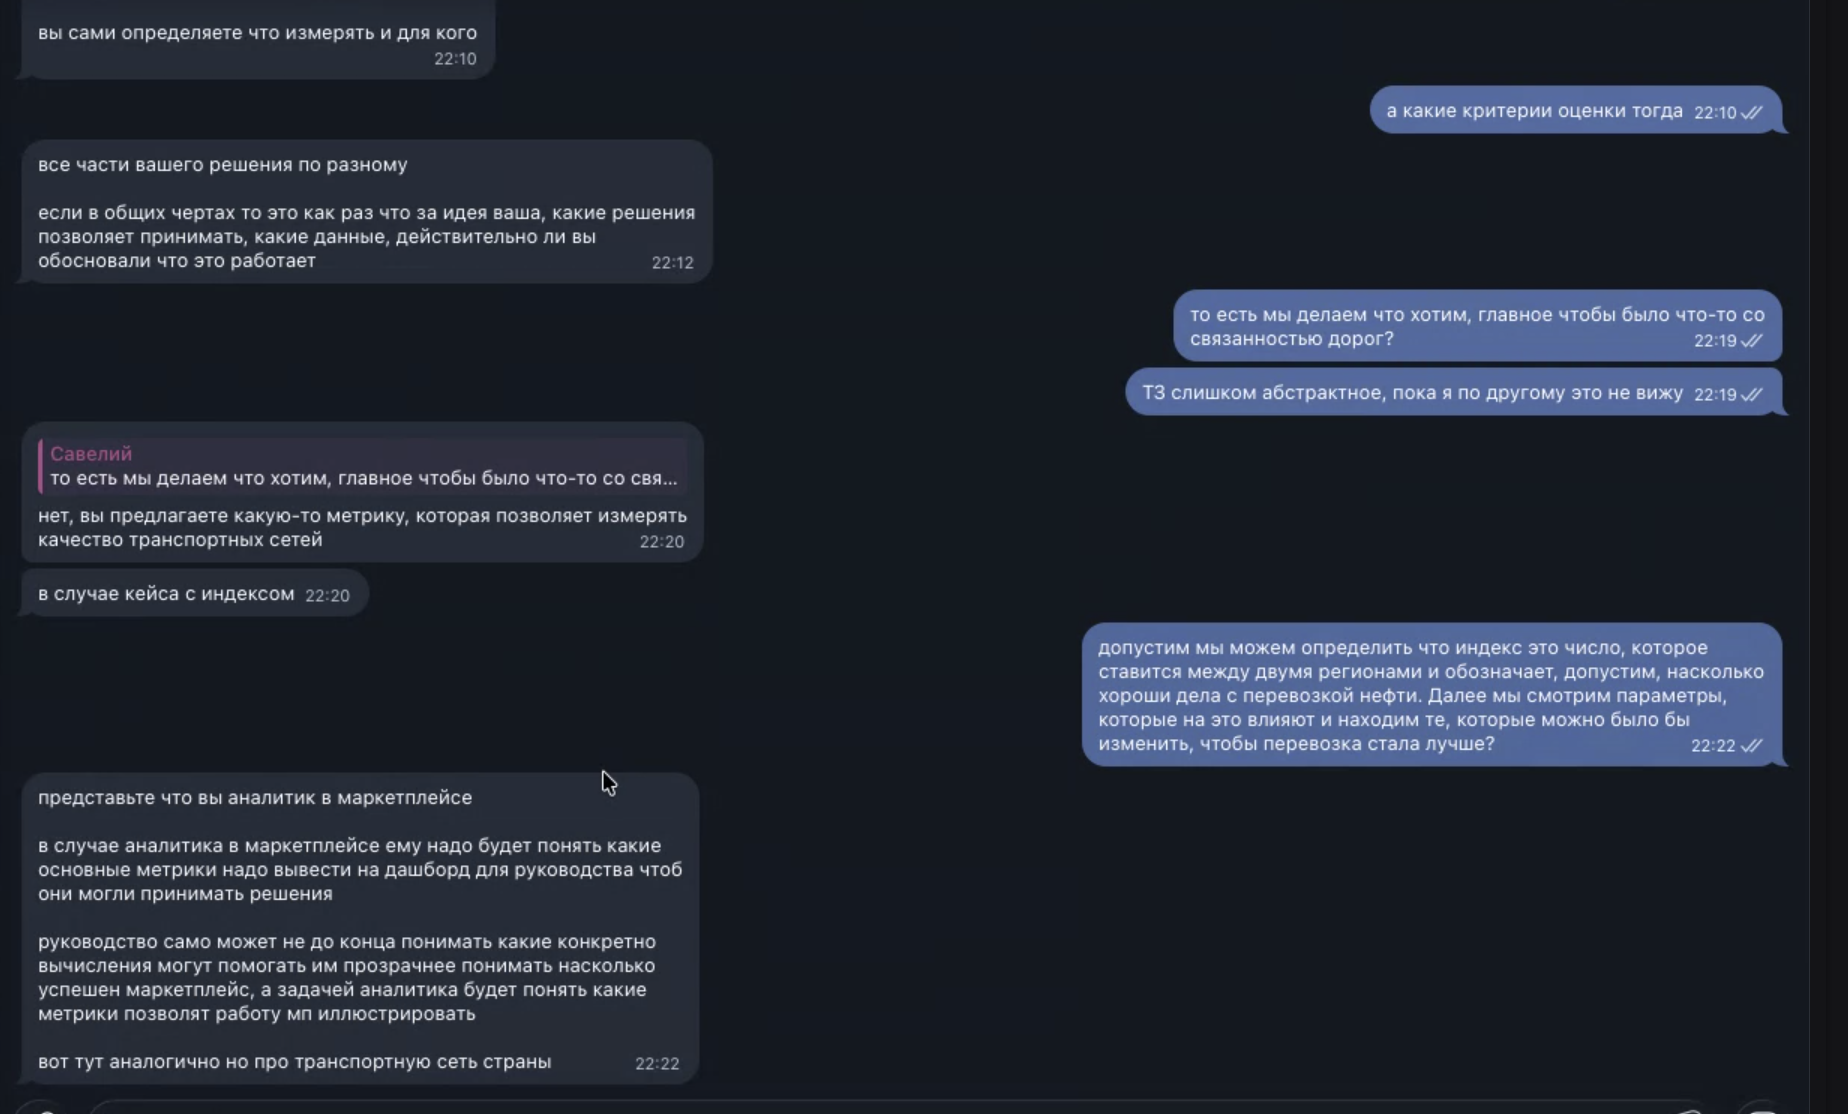 вы сами определяете что измерять и для кого
22:10
а какие критерии оценки тогда 22:10
все части вашего решения по разному
если в общих чертах то это как раз что за идея ваша, какие решения
позволяет принимать, какие данные, действительно ли вы
обосновали что это работает 22:12
то есть мы делаем что хотим, главное чтобы было что-то со
связанностью дорог? 22:19
ТЗ слишком абстрактное, пока я по другому это не вижу 22:19
Савелий
то есть мы делаем что хотим, главное чтобы было что-то со свя...
нет, вы предлагаете какую-то метрику, которая позволяет измерять
качество транспортных сетей 22:20
в случае кейса с индексом 22:20
допустим мы можем определить что индекс это число, которое
ставится между двумя регионами и обозначает, допустим, насколько
хороши дела с перевозкой нефти. Далее мы смотрим параметры,
которые на это влияют и находим те, которые можно было бы
изменить, чтобы перевозка стала лучше? 22:22
представьте что вы аналитик в маркетплейсе
в случае аналитика в маркетплейсе ему надо будет понять какие
основные метрики надо вывести на дашборд для руководства чтоб
они могли принимать решения
руководство само может не до конца понимать какие конкретно
вычисления могут помогать им прозрачнее понимать насколько
успешен маркетплейс, а задачей аналитика будет понять какие
метрики позволят работу мп иллюстрировать
вот тут аналогично но про транспортную сеть страны 22:22